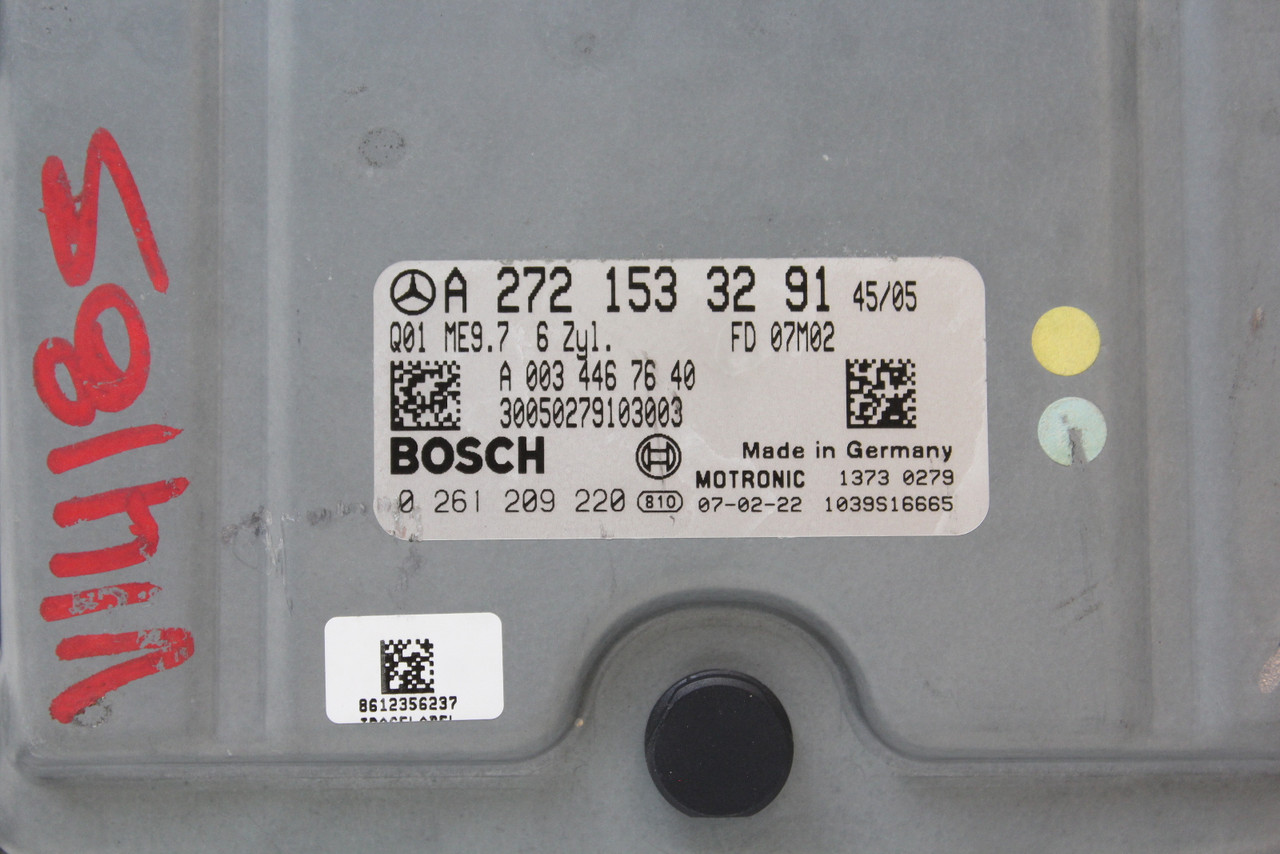 V14185
A 272 153 32 91 45/05
Q01 ME9.7 6 Zyl. FD 07M02
A 003 446 76 40
30050279103003
BOSCH Made in Germany
MOTRONIC 1373 0279
0 261 209 220 810 07-02-22 1039S16665
8612356237